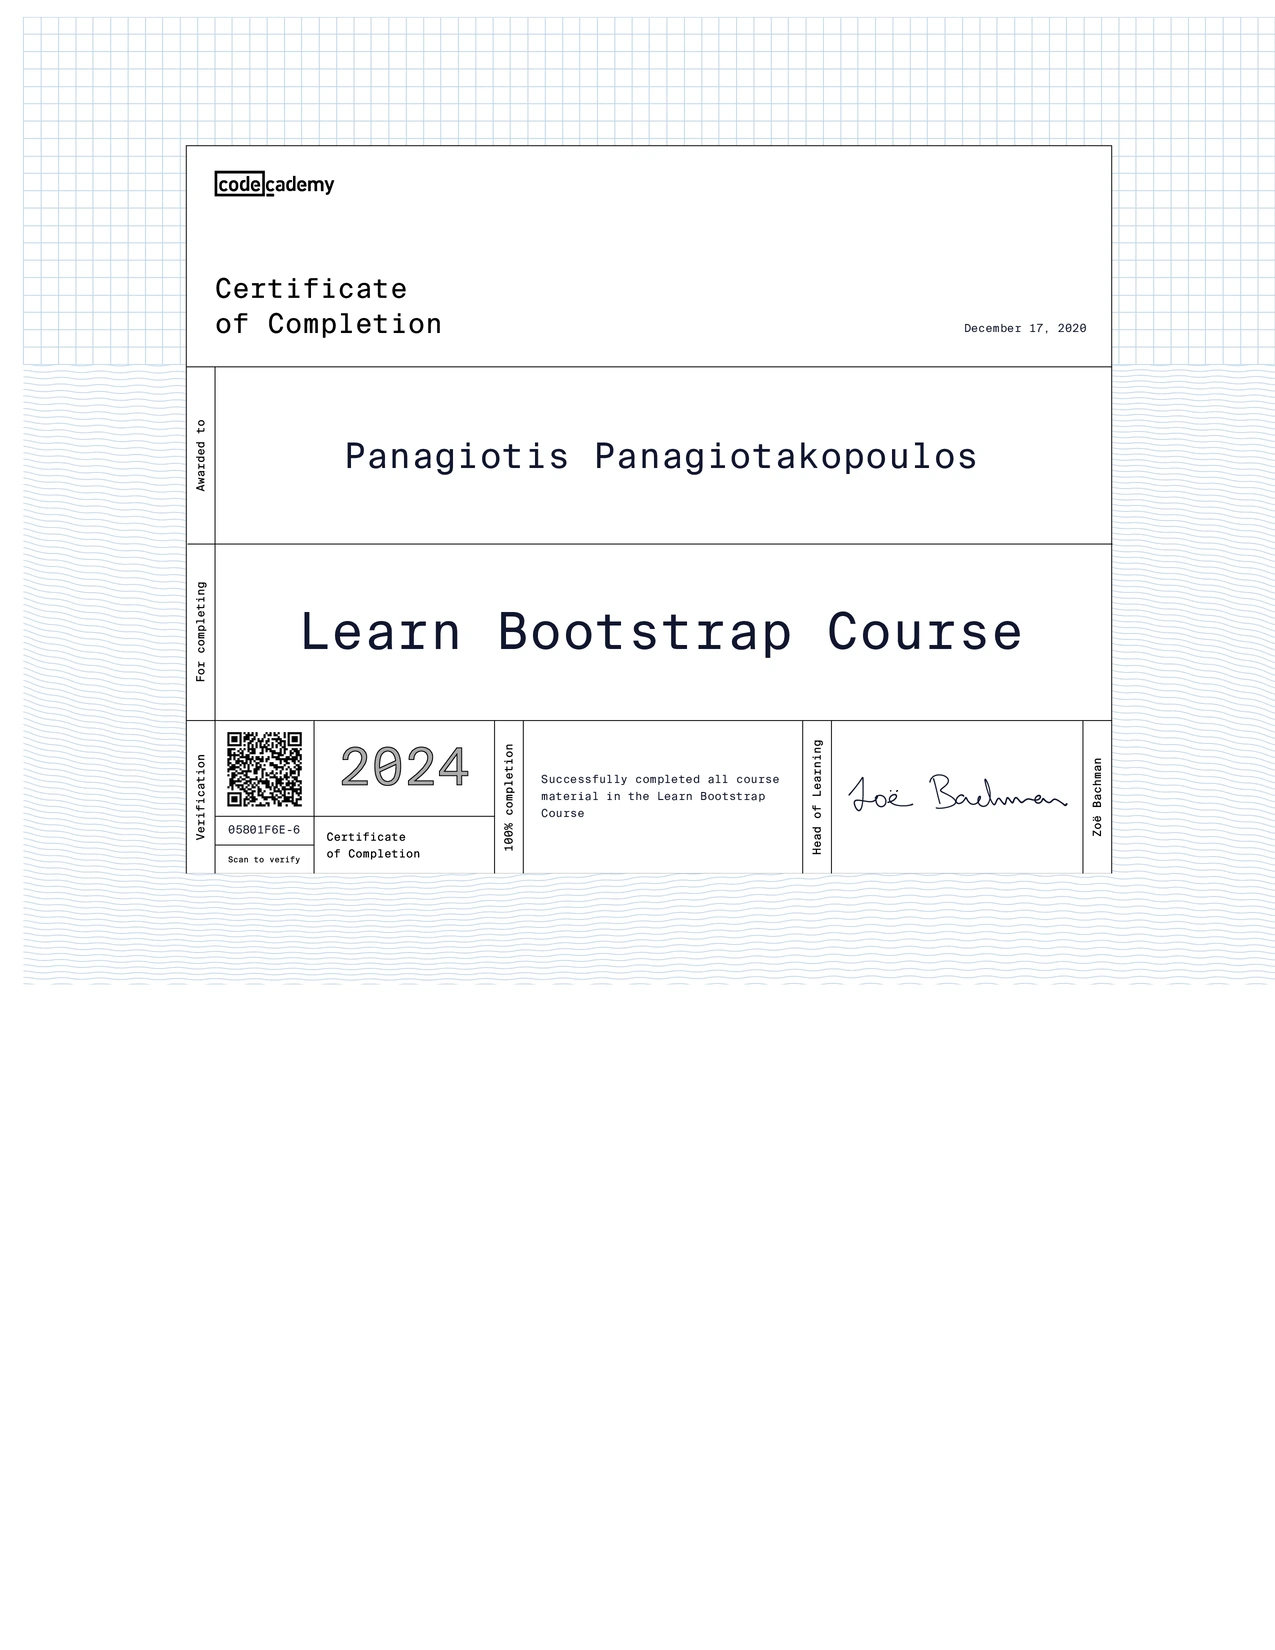 codecademy
Certificate
of Completion
December 17, 2020
Awarded to
Panagiotis Panagiotakopoulos
For completing
Learn Bootstrap Course
Verification
05801F6E-6
Scan to verify
2024
Certificate
of Completion
100% completion
Successfully completed all course
material in the Learn Bootstrap
Course
Head of Learning
Zoë Bachman
Zoë Bachman